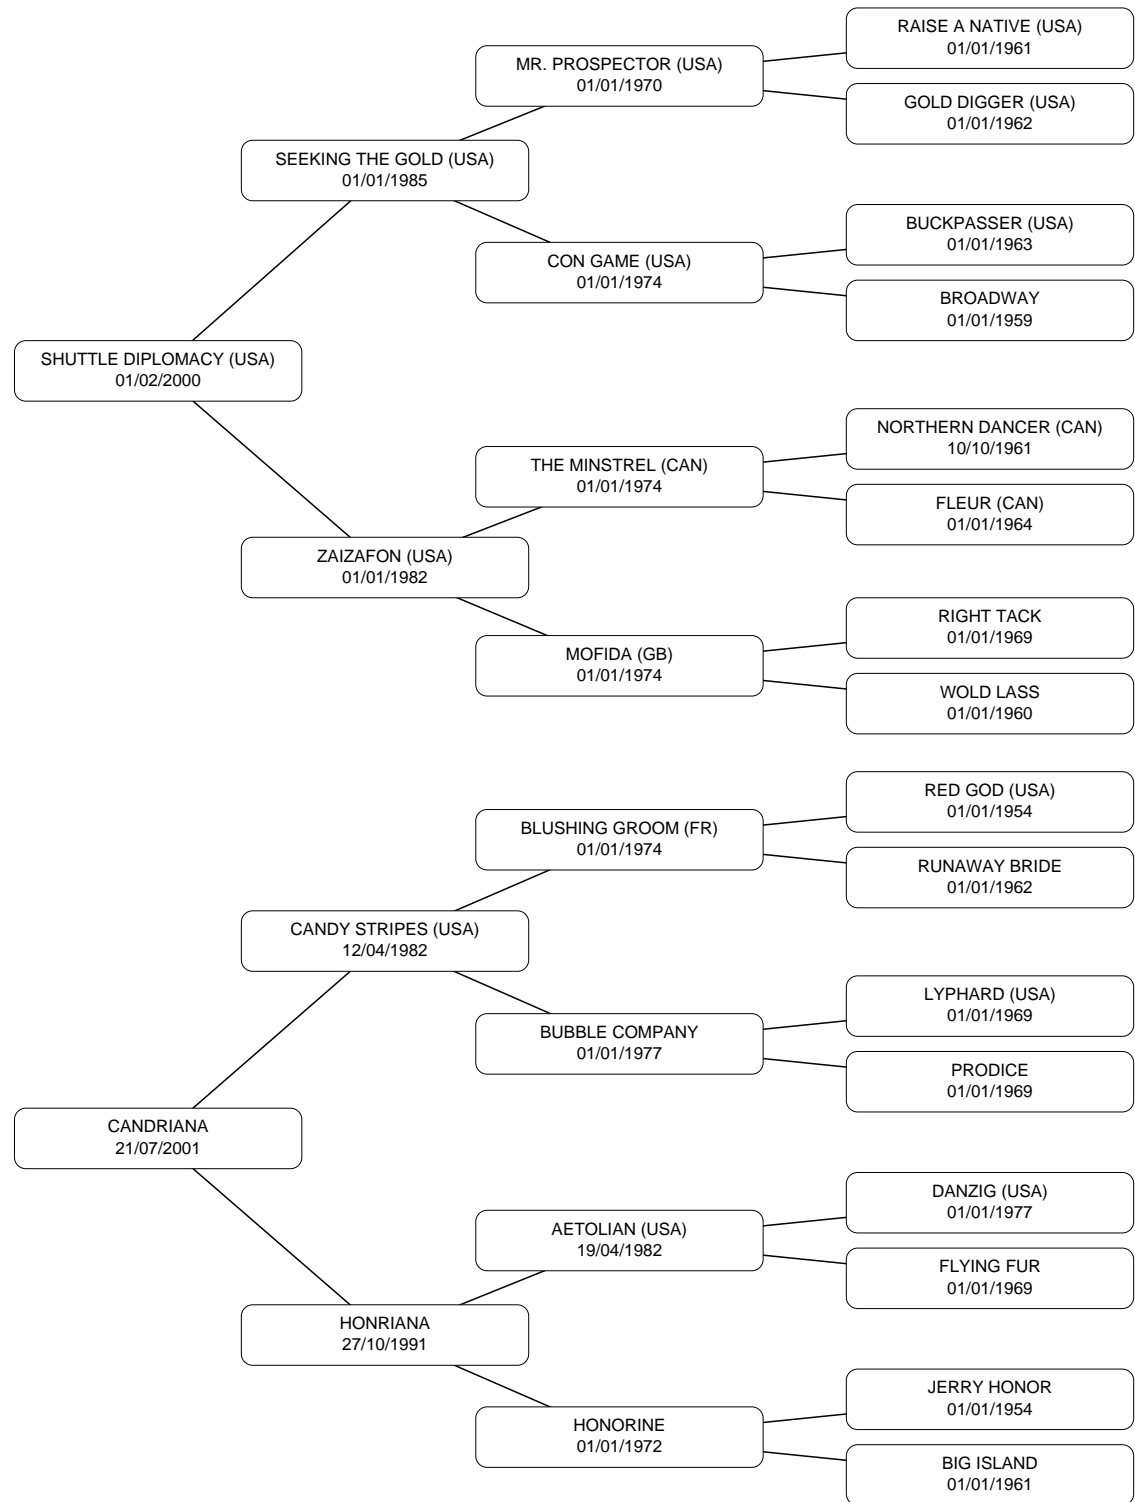 RAISE A NATIVE (USA)
01/01/1961
MR. PROSPECTOR (USA)
01/01/1970
GOLD DIGGER (USA)
01/01/1962
SEEKING THE GOLD (USA)
01/01/1985
BUCKPASSER (USA)
01/01/1963
CON GAME (USA)
01/01/1974
BROADWAY
01/01/1959
SHUTTLE DIPLOMACY (USA)
01/02/2000
NORTHERN DANCER (CAN)
10/10/1961
THE MINSTREL (CAN)
01/01/1974
FLEUR (CAN)
01/01/1964
ZAIZAFON (USA)
01/01/1982
RIGHT TACK
01/01/1969
MOFIDA (GB)
01/01/1974
WOLD LASS
01/01/1960
RED GOD (USA)
01/01/1954
BLUSHING GROOM (FR)
01/01/1974
RUNAWAY BRIDE
01/01/1962
CANDY STRIPES (USA)
12/04/1982
LYPHARD (USA)
01/01/1969
BUBBLE COMPANY
01/01/1977
PRODICE
01/01/1969
CANDRIANA
21/07/2001
DANZIG (USA)
01/01/1977
AETOLIAN (USA)
19/04/1982
FLYING FUR
01/01/1969
HONRIANA
27/10/1991
JERRY HONOR
01/01/1954
HONORINE
01/01/1972
BIG ISLAND
01/01/1961